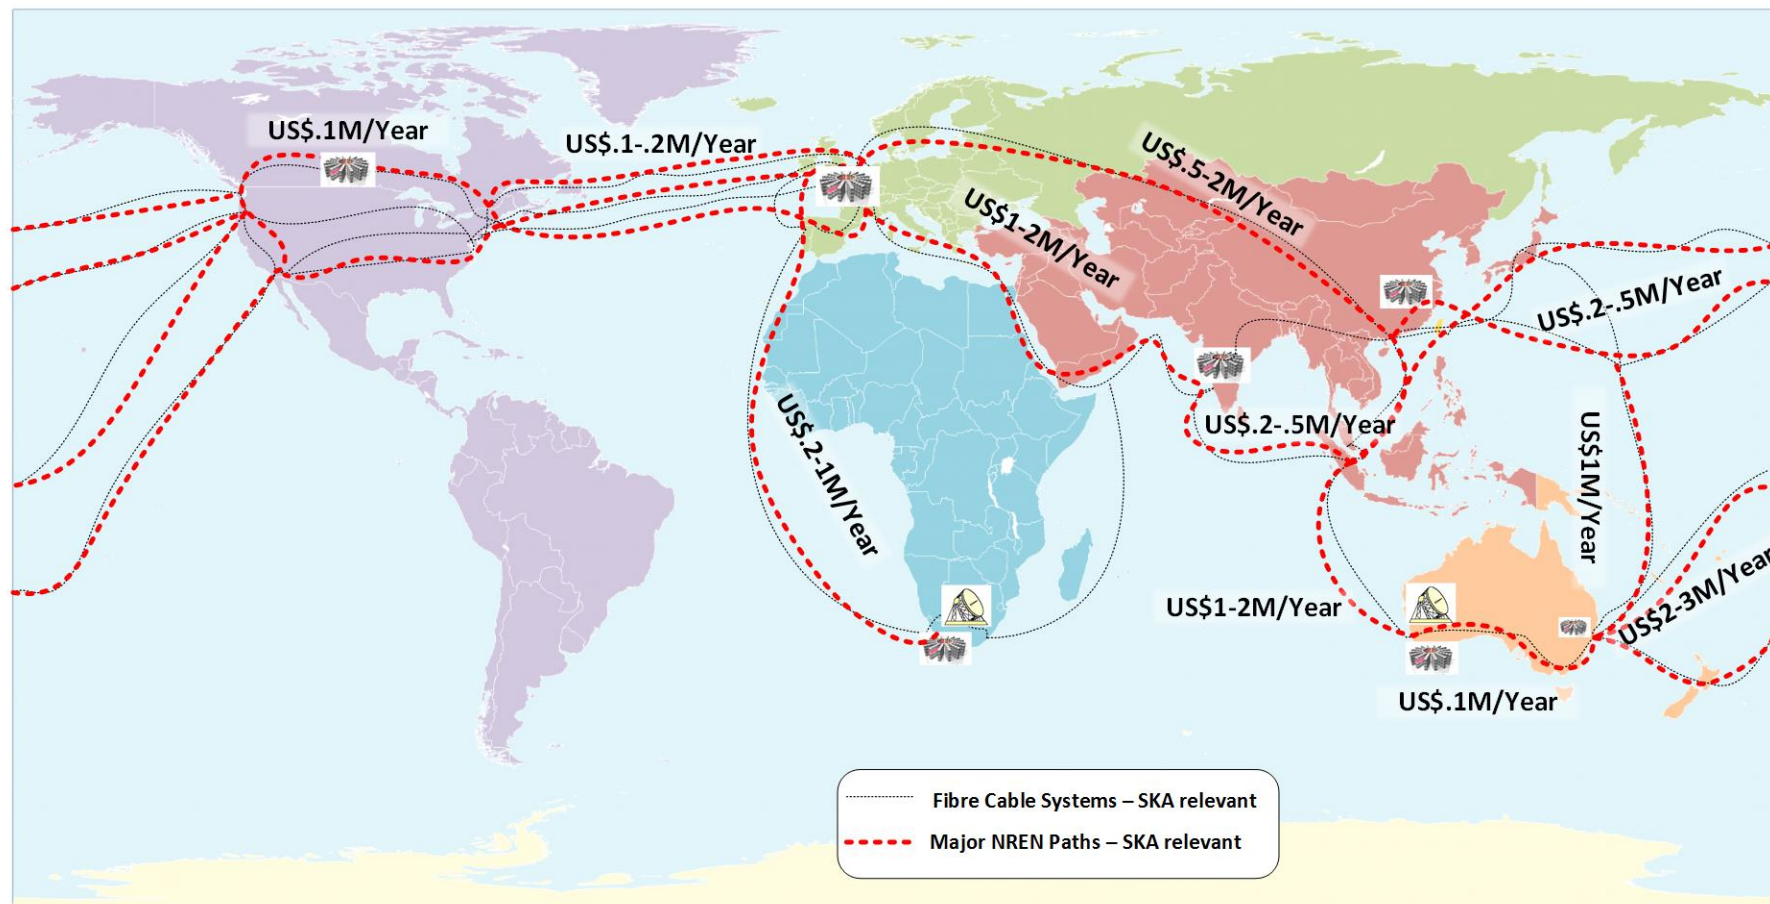 US$.1M/Year
US$.1-.2M/Year
US$.5-2M/Year
US$1-2M/Year
US$.2-.5M/Year
US$.2-.5M/Year
US$.2-1M/Year
US$1M/Year
US$1-2M/Year
US$2-3M/Year
US$.1M/Year
Fibre Cable Systems – SKA relevant
Major NREN Paths – SKA relevant